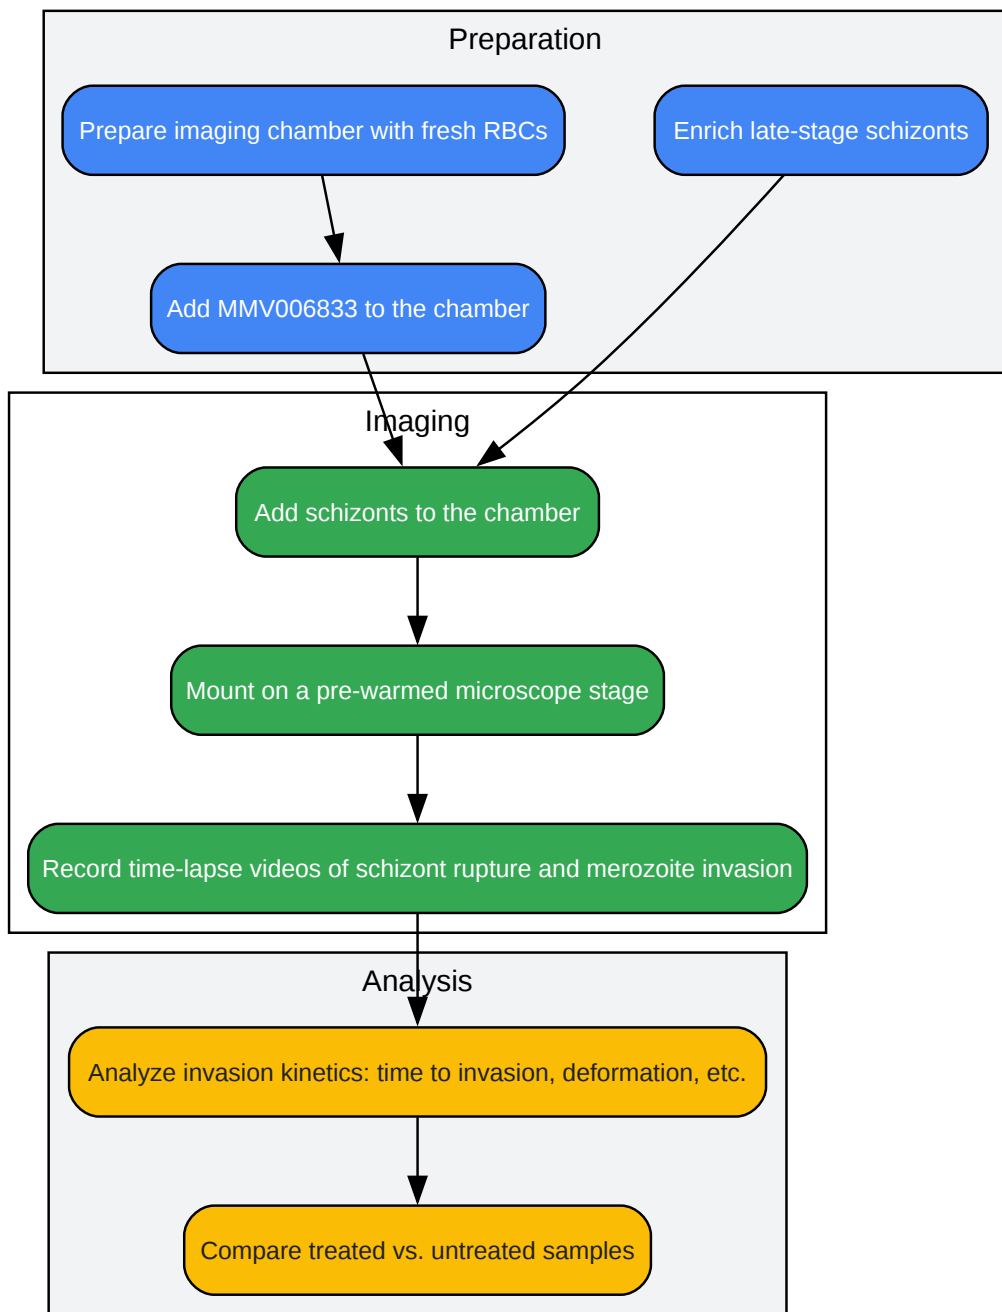 Preparation
Prepare imaging chamber with fresh RBCs
Enrich late-stage schizonts
Add MMV006833 to the chamber
Imaging
Add schizonts to the chamber
Mount on a pre-warmed microscope stage
Record time-lapse videos of schizont rupture and merozoite invasion
Analysis
Analyze invasion kinetics: time to invasion, deformation, etc.
Compare treated vs. untreated samples